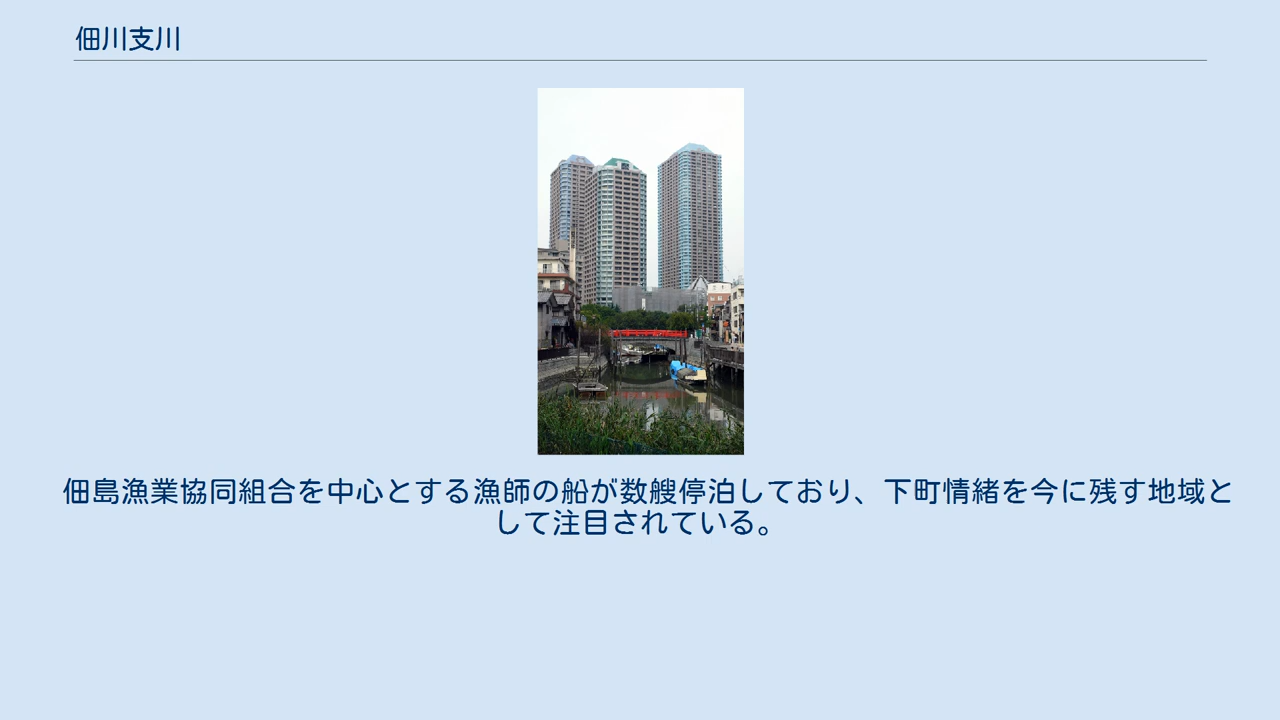 佃川支川
佃島漁業協同組合を中心とする漁師の船が数艘停泊しており、下町情緒を今に残す地域と
して注目されている。